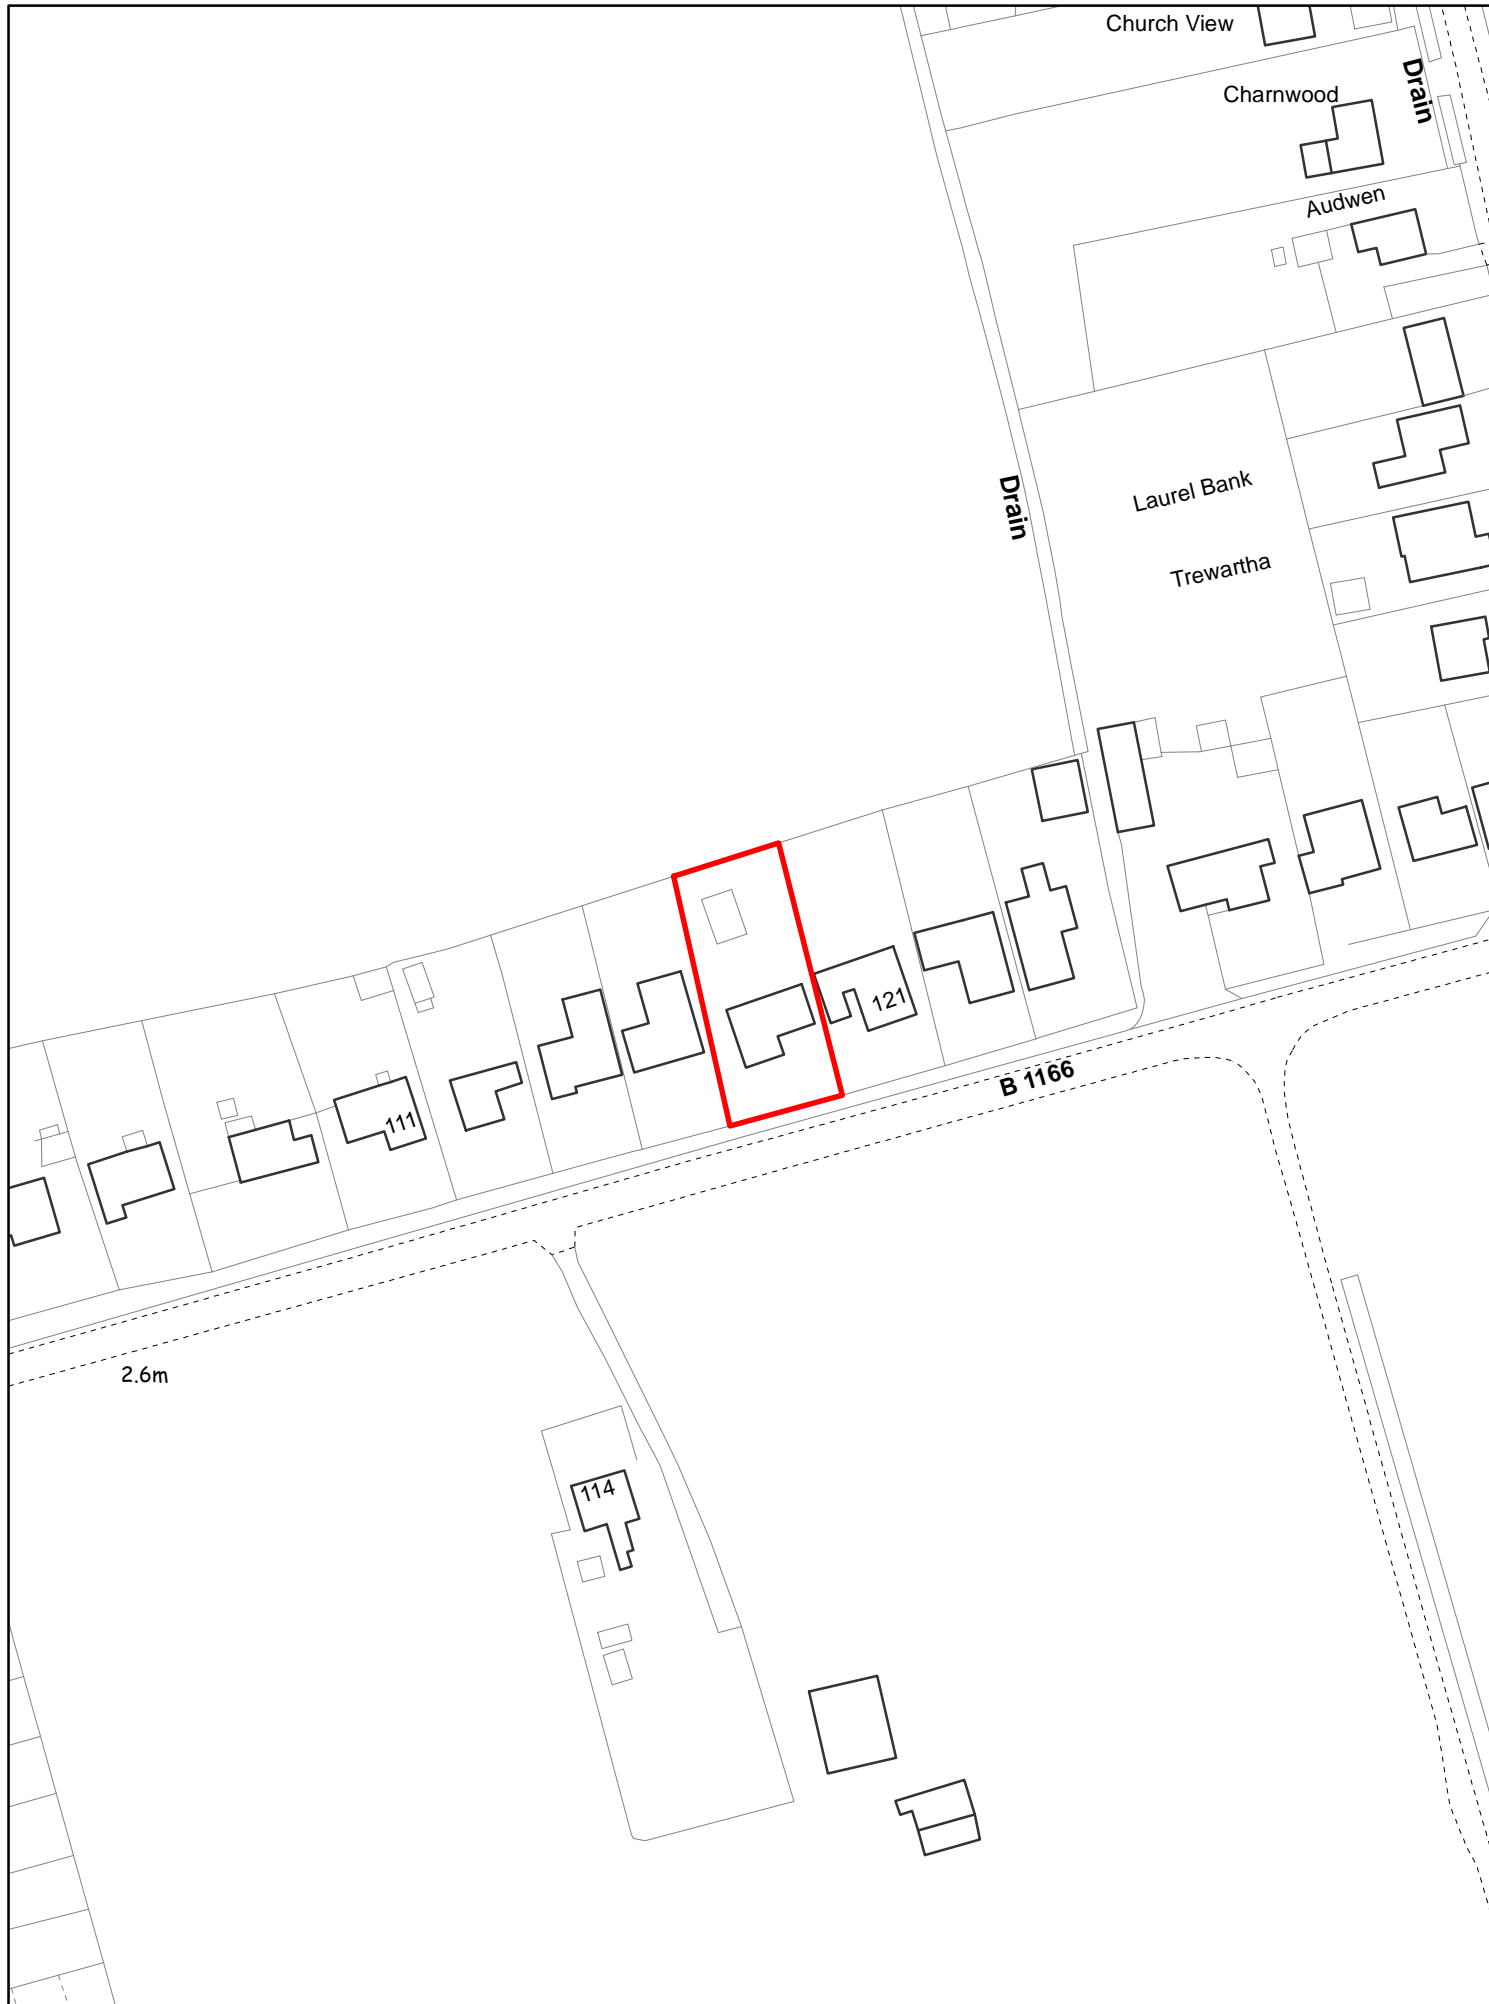 Church View
Drain
Charnwood
Audwen
Drain
Laurel Bank
Trewartha
121
B 1166
111
2.6m
114